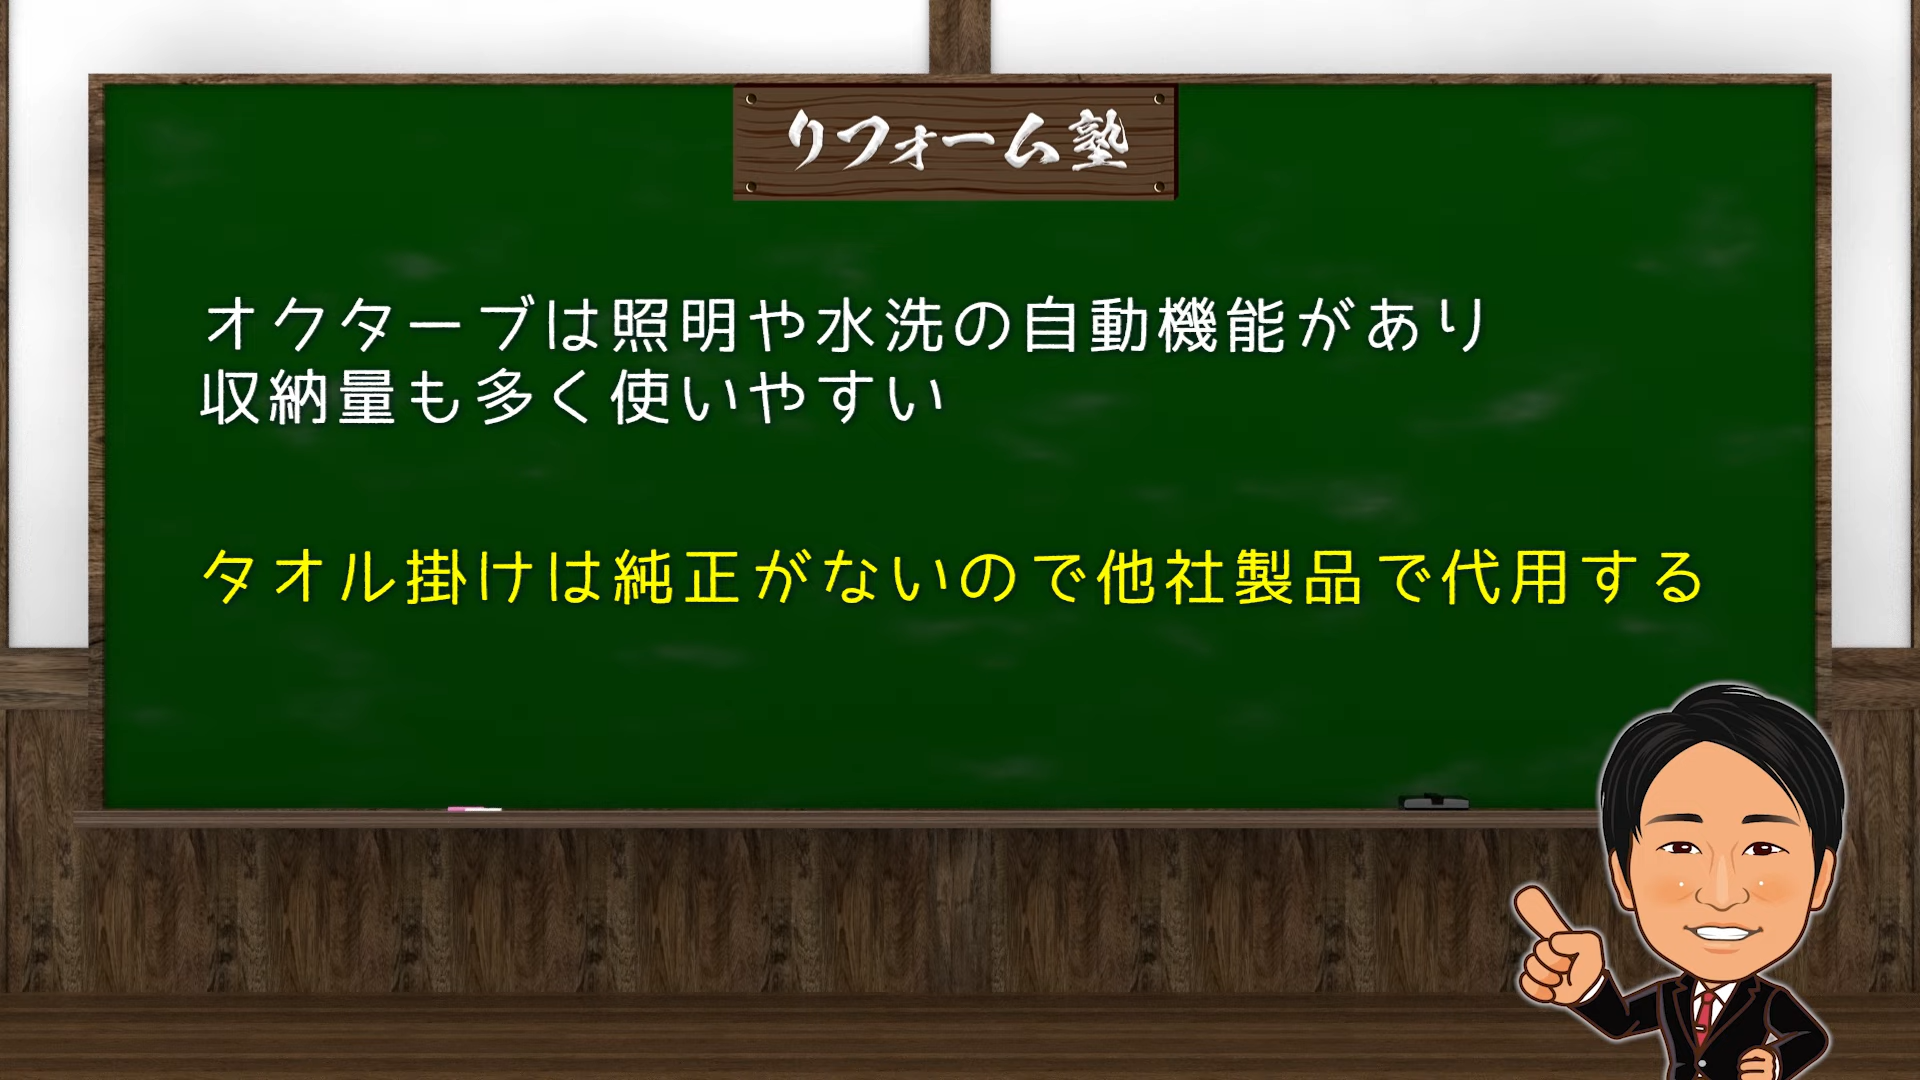 リフォーム塾
オクターブは照明や水洗の自動機能があり
収納量も多く使いやすい
タオル掛けは純正がないので他社製品で代用する